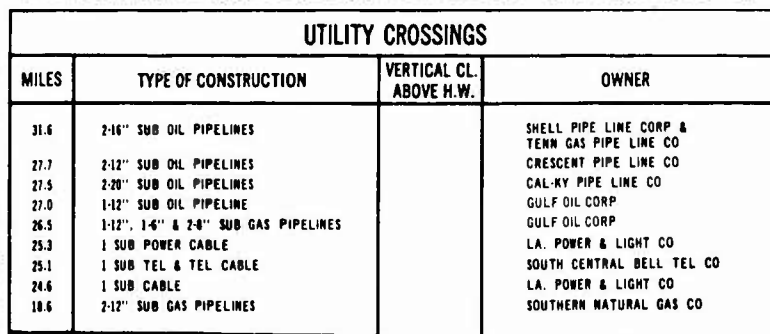 UTILITY CROSSINGS
MILES TYPE OF CONSTRUCTION VERTICAL CL. ABOVE H.W. OWNER
31.6 2-16" SUB OIL PIPELINES SHELL PIPE LINE CORP &
TENN GAS PIPE LINE CO
27.7 2-12" SUB OIL PIPELINES CRESCENT PIPE LINE CO
27.5 2-20" SUB OIL PIPELINES CAL-KY PIPE LINE CO
27.0 1-12" SUB OIL PIPELINE GULF OIL CORP
26.5 1-12", 1-6" & 2-8" SUB GAS PIPELINES GULF OIL CORP
25.3 1 SUB POWER CABLE LA. POWER & LIGHT CO
25.1 1 SUB TEL & TEL CABLE SOUTH CENTRAL BELL TEL CO
24.6 1 SUB CABLE LA. POWER & LIGHT CO
18.6 2-12" SUB GAS PIPELINES SOUTHERN NATURAL GAS CO